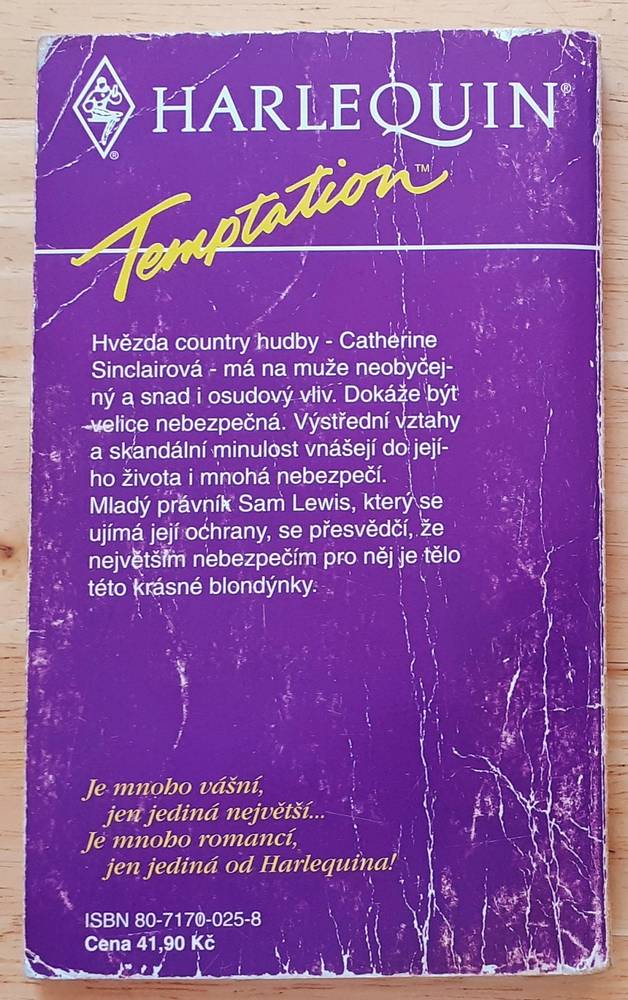 HARLEQUIN®
®
Temptation™
Hvězda country hudby - Catherine
Sinclairová - má na muže neobyčej-
ný a snad i osudový vliv. Dokáže být
velice nebezpečná. Výstřední vztahy
a skandální minulost vnášejí do její-
ho života i mnohá nebezpečí.
Mladý právník Sam Lewis, který se
ujímá její ochrany, se přesvědčí, že
největším nebezpečím pro něj je tělo
této krásné blondýnky.
Je mnoho vášní,
jen jediná největší...
Je mnoho romancí,
jen jediná od Harlequina!
ISBN 80-7170-025-8
Cena 41,90 Kč